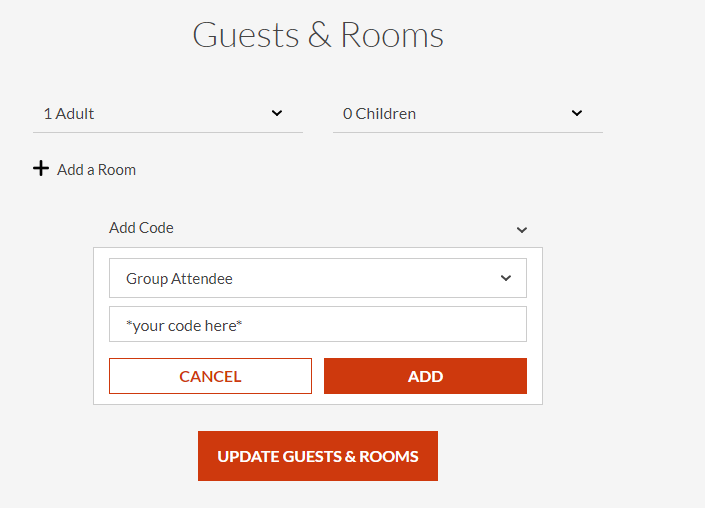 Guests & Rooms
1 Adult
0 Children
Add a Room
Add Code
Group Attendee
*your code here*
CANCEL
ADD
UPDATE GUESTS & ROOMS